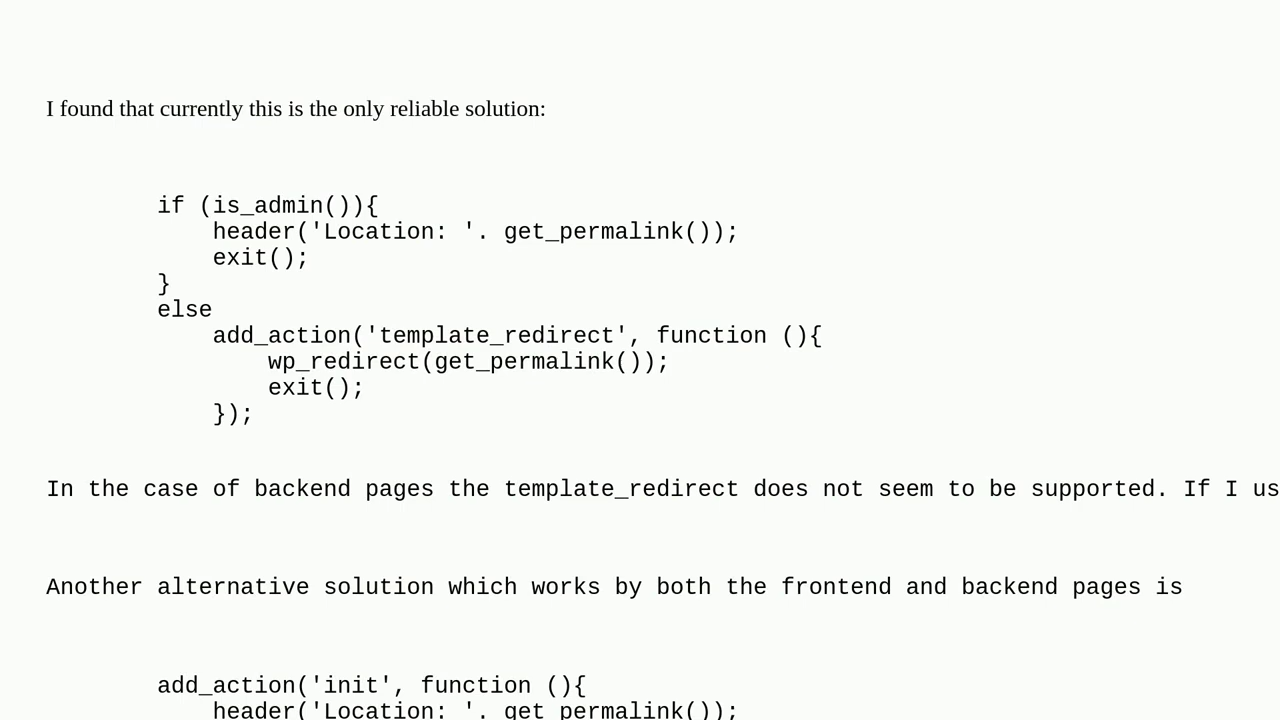 I found that currently this is the only reliable solution:
if (is_admin()){
header('Location: '. get_permalink());
exit();
}
else
add_action('template_redirect', function (){
wp_redirect(get_permalink());
exit();
});
In the case of backend pages the template_redirect does not seem to be supported. If I us
Another alternative solution which works by both the frontend and backend pages is
add_action('init', function (){
header('Location: '. get_permalink());